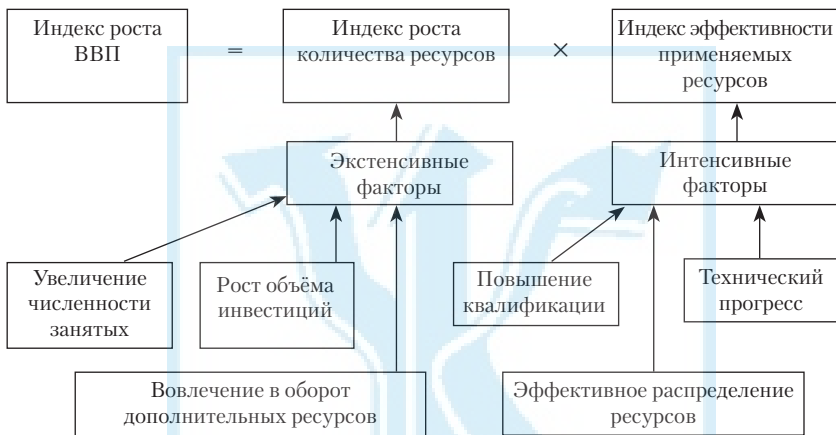 Индекс роста
ВВП
=
Индекс роста
количества ресурсов
×
Индекс эффективности
применяемых
ресурсов
Экстенсивные
факторы
Интенсивные
факторы
Увеличение
численности
занятых
Рост объёма
инвестиций
Повышение
квалификации
Технический
прогресс
Вовлечение в оборот
дополнительных ресурсов
Эффективное распределение
ресурсов